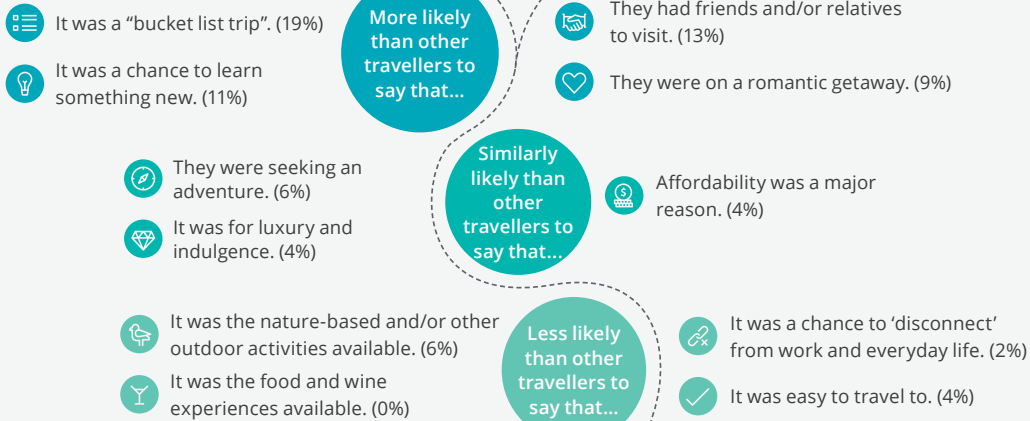 It was a “bucket list trip”. (19%)
It was a chance to learn
something new. (11%)
More likely
than other
travellers to
say that...
They had friends and/or relatives
to visit. (13%)
They were on a romantic getaway. (9%)
They were seeking an
adventure. (6%)
It was for luxury and
indulgence. (4%)
Similarly
likely than
other
travellers to
say that...
Affordability was a major
reason. (4%)
It was the nature-based and/or other
outdoor activities available. (6%)
It was the food and wine
experiences available. (0%)
Less likely
than other
travellers to
say that...
It was a chance to ‘disconnect’
from work and everyday life. (2%)
It was easy to travel to. (4%)